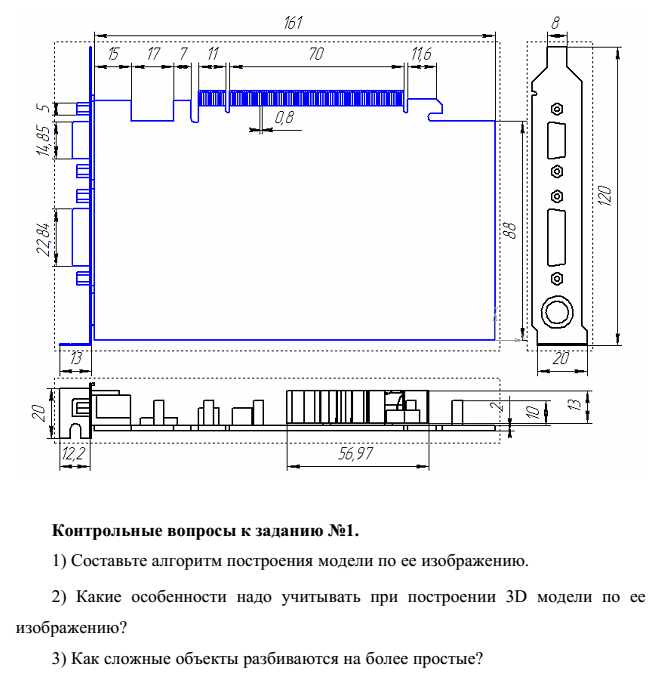 161
8
15 17 7 11 70 11,6
5
0,8
14,85
22,84
88
120
13
20
20
2
10
13
12,2
56,97
Контрольные вопросы к заданию №1.
1) Составьте алгоритм построения модели по ее изображению.
2) Какие особенности надо учитывать при построении 3D модели по ее
изображению?
3) Как сложные объекты разбиваются на более простые?